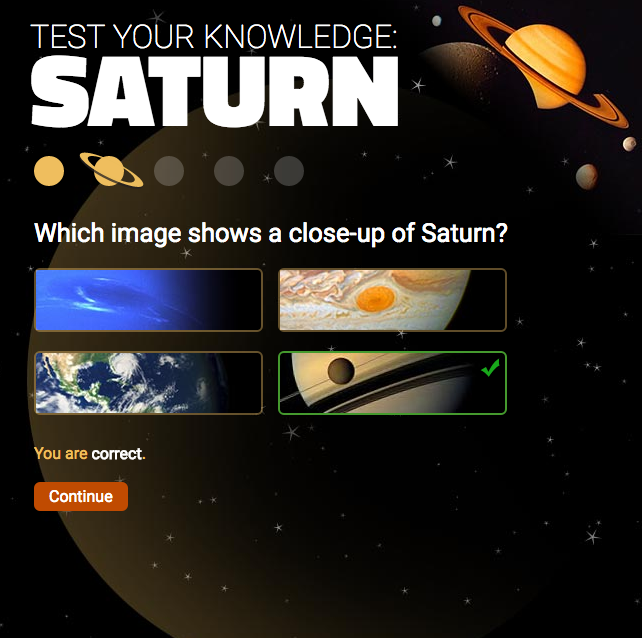 TEST YOUR KNOWLEDGE:
SATURN
Which image shows a close-up of Saturn?
You are correct.
Continue